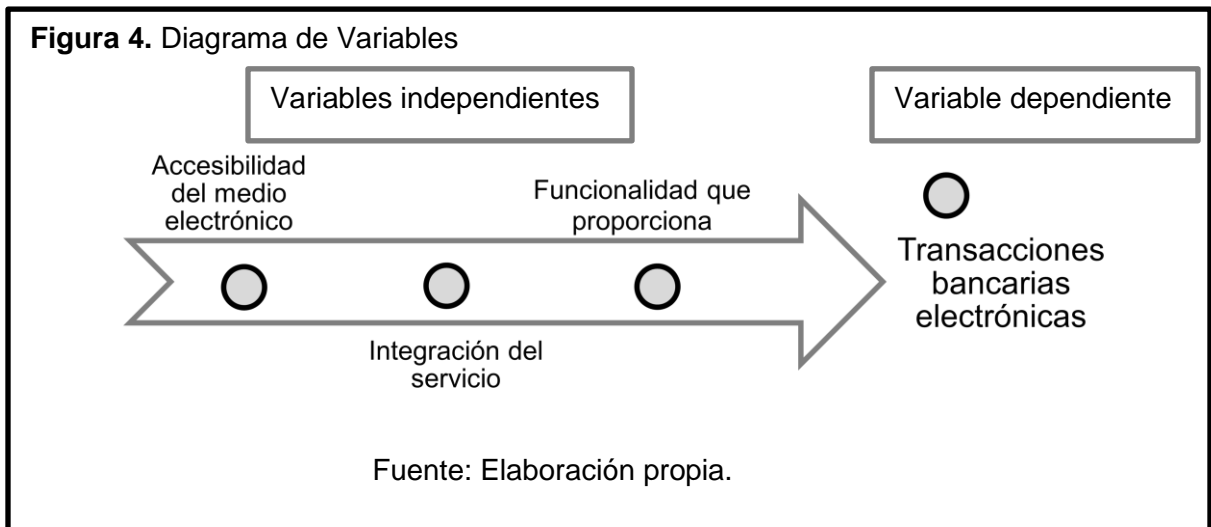 Figura 4. Diagrama de Variables
Variables independientes
Variable dependiente
Accesibilidad
del medio
electrónico
Funcionalidad que
proporciona
Integración del
servicio
Transacciones
bancarias
electrónicas
Fuente: Elaboración propia.